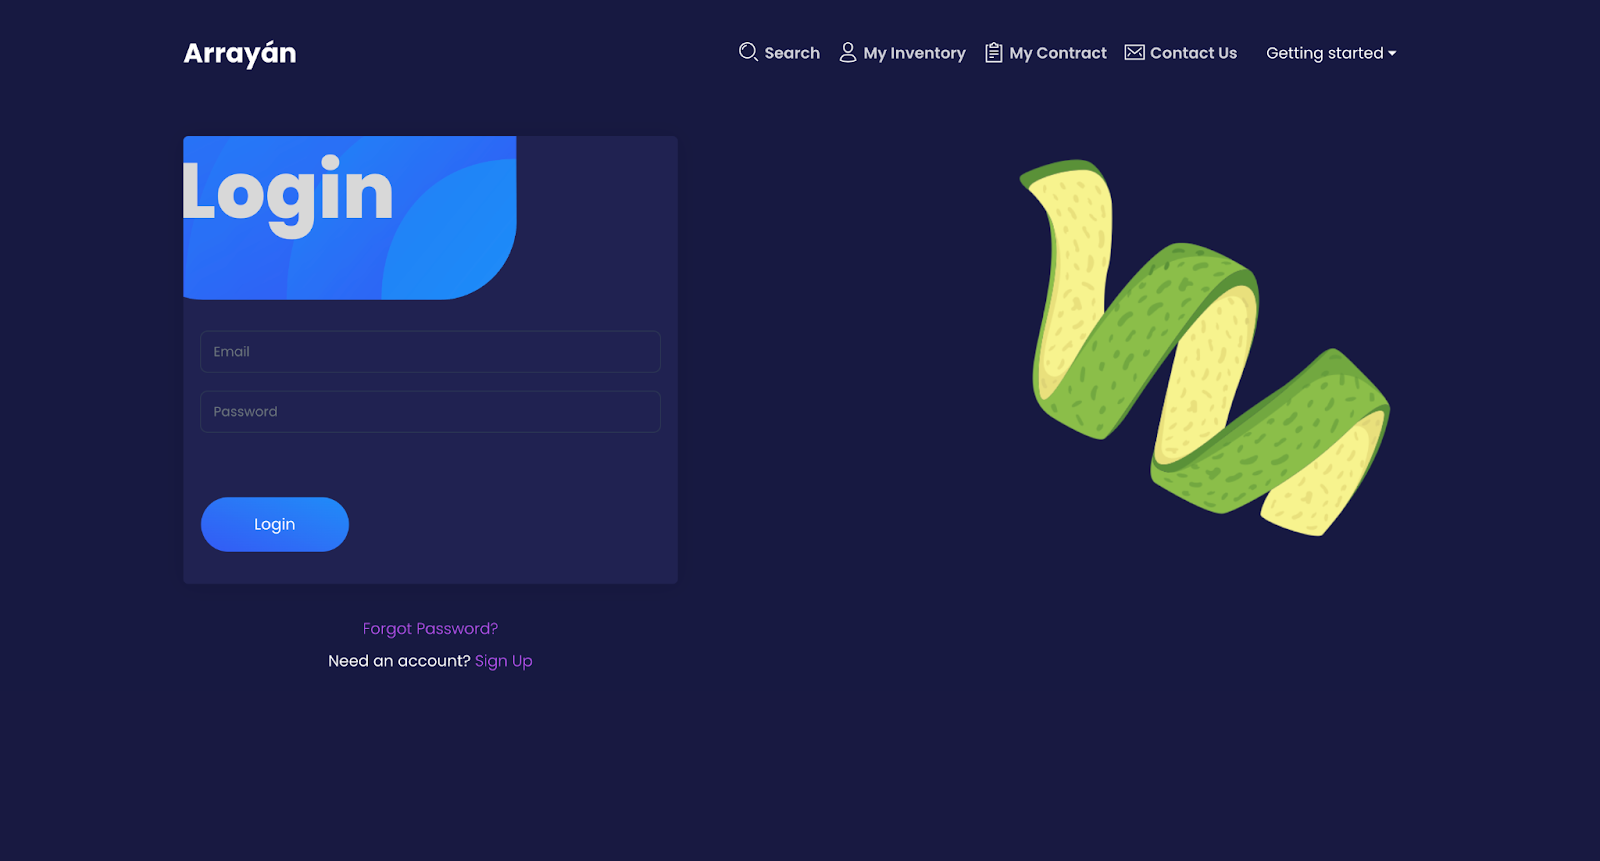 Arrayán
Search My Inventory My Contract Contact Us Getting started
Login
Email
Password
Login
Forgot Password?
Need an account? Sign Up